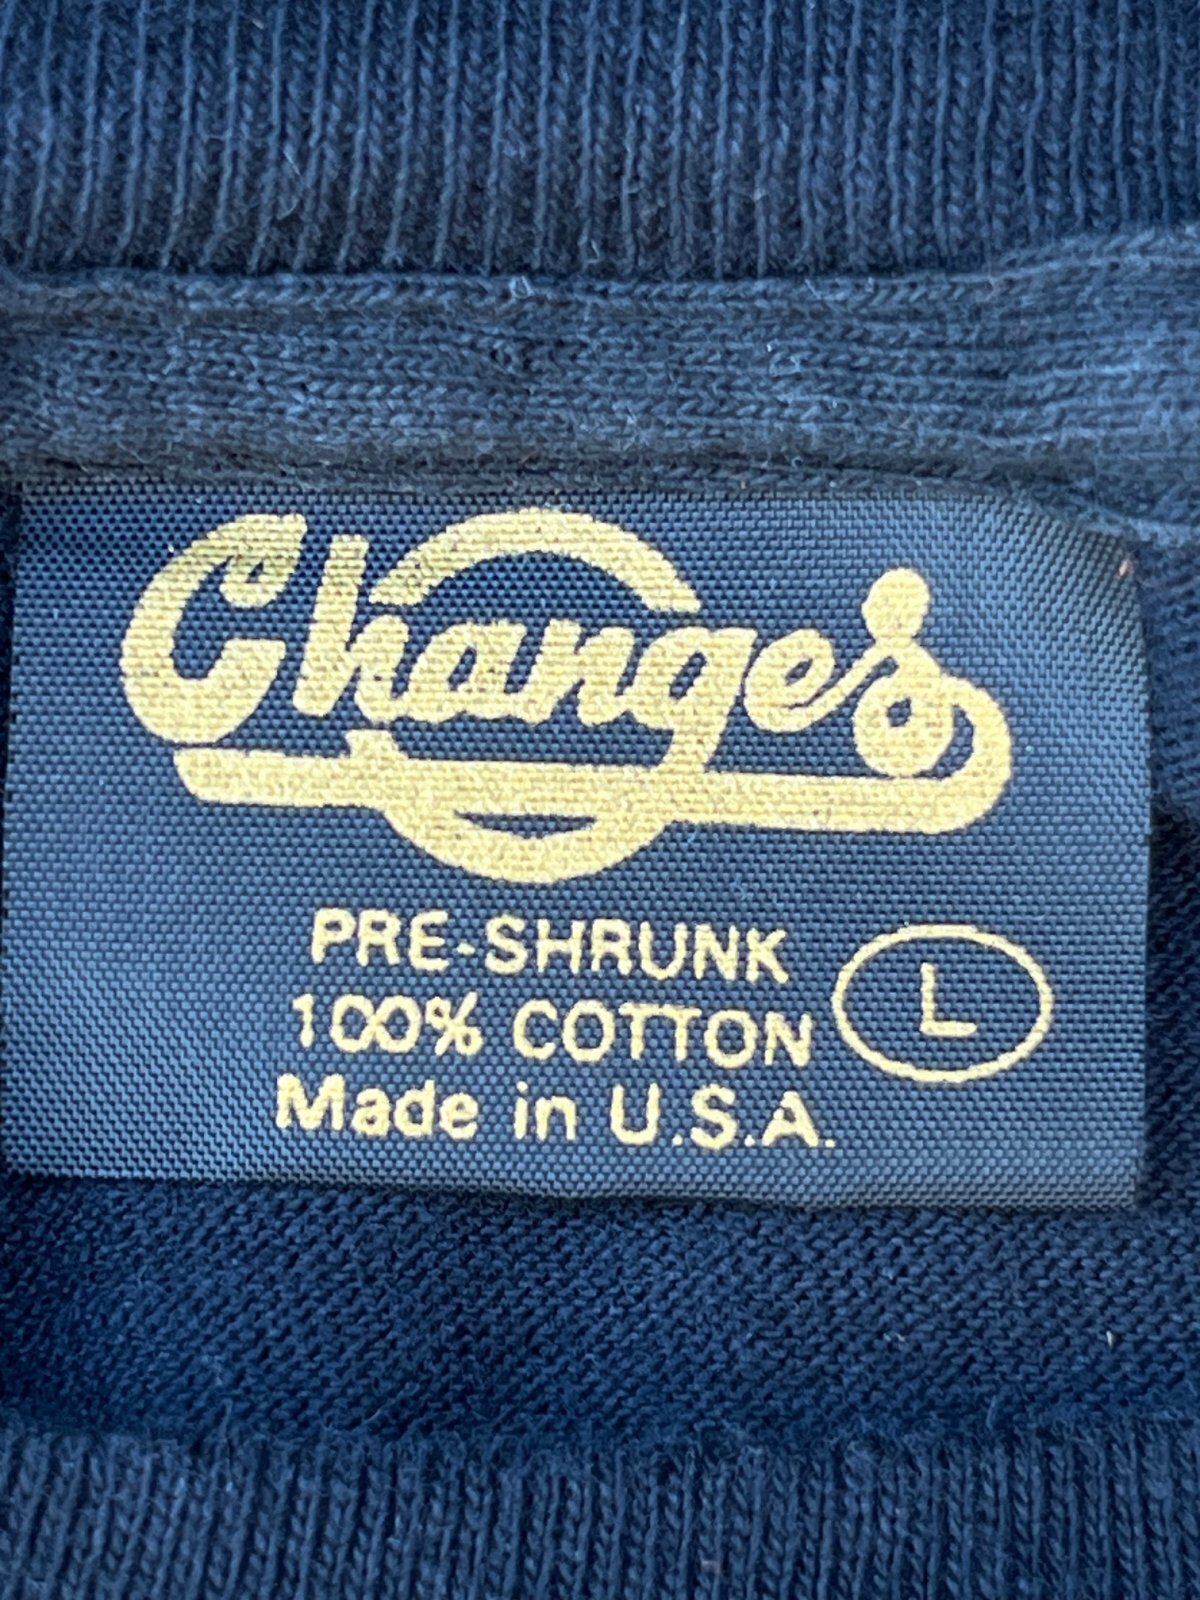 Changes
PRE-SHRUNK
100% COTTON
L
Made in U.S.A.